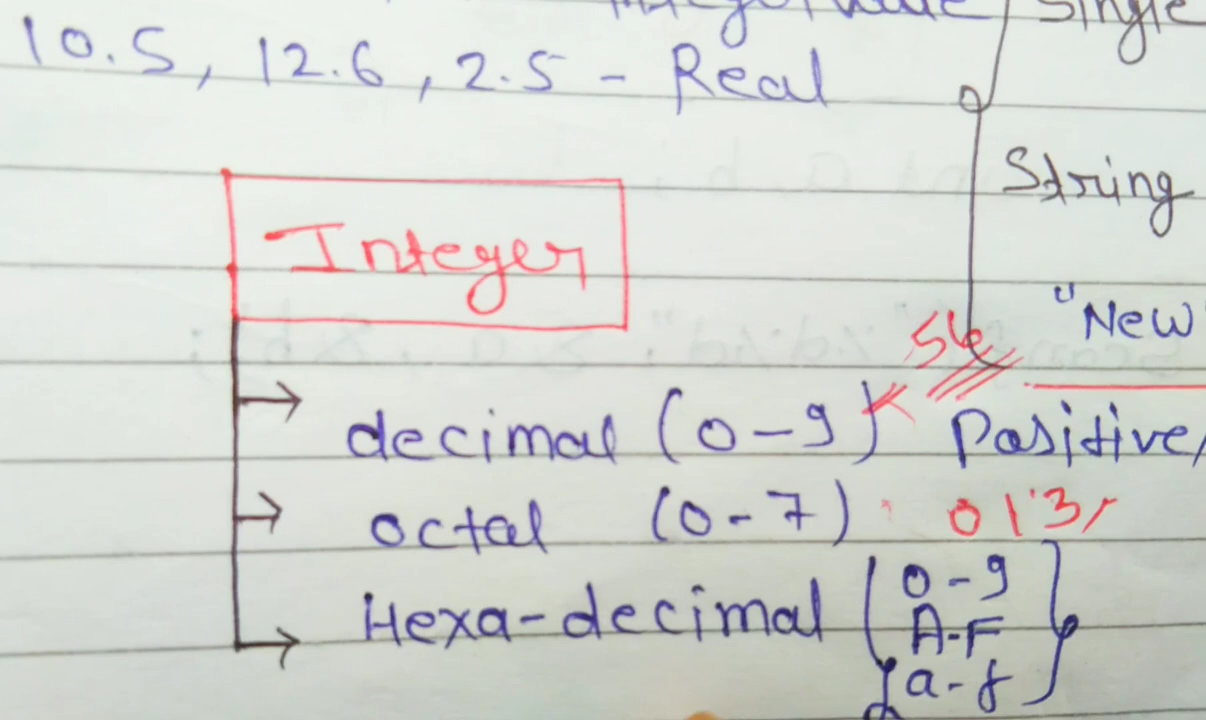 Single
10.5, 12.6, 2.5 - Real
String
Integer
"New"
decimal (0-9) Positive,
octal (0-7) 013,
Hexa-decimal (0-9
A-F
a-f)